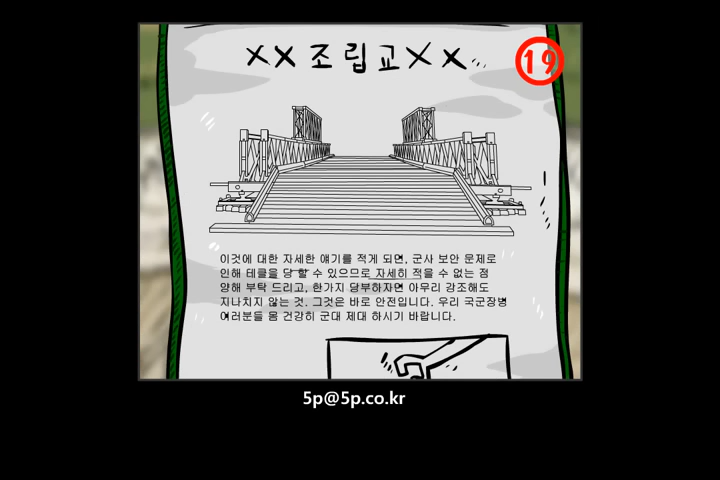 XX 조립교 XX
19
이것에 대한 자세한 얘기를 적게 되면, 군사 보안 문제로
인해 테클을 당 할 수 있으므로 자세히 적을 수 없는 점
양해 부탁 드리고, 한가지 당부하자면 아무리 강조해도
지나치지 않는 것. 그것은 바로 안전입니다. 우리 국군장병
여러분들 몸 건강히 군대 제대 하시기 바랍니다.
5p@5p.co.kr